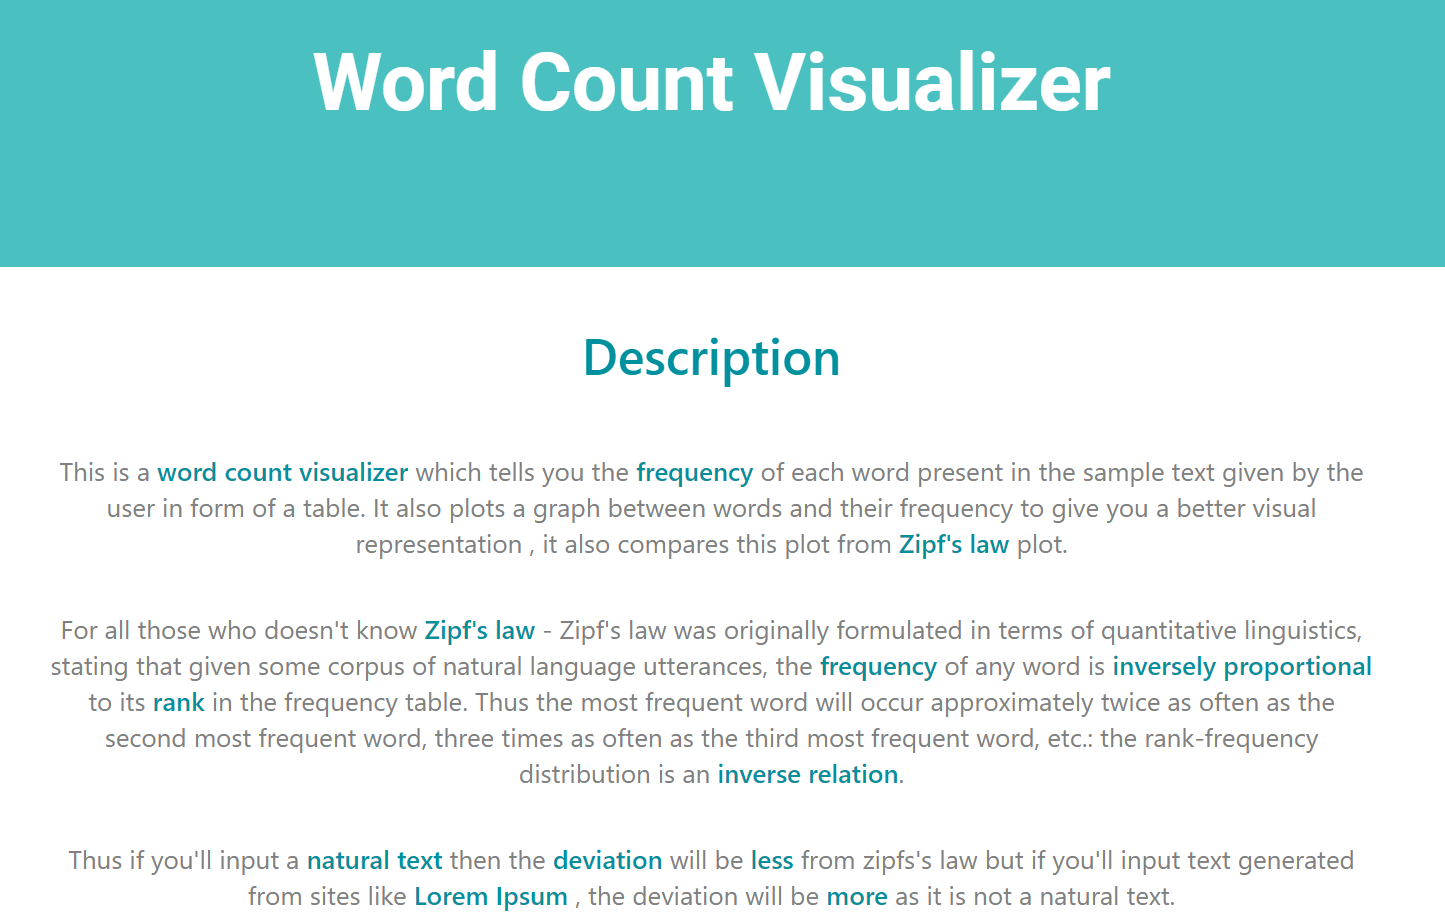 Word Count Visualizer
Description
This is a word count visualizer which tells you the frequency of each word present in the sample text given by the
user in form of a table. It also plots a graph between words and their frequency to give you a better visual
representation , it also compares this plot from Zipf's law plot.
For all those who doesn't know Zipf's law - Zipf's law was originally formulated in terms of quantitative linguistics,
stating that given some corpus of natural language utterances, the frequency of any word is inversely proportional
to its rank in the frequency table. Thus the most frequent word will occur approximately twice as often as the
second most frequent word, three times as often as the third most frequent word, etc.: the rank-frequency
distribution is an inverse relation.
Thus if you'll input a natural text then the deviation will be less from zipfs's law but if you'll input text generated
from sites like Lorem Ipsum , the deviation will be more as it is not a natural text.